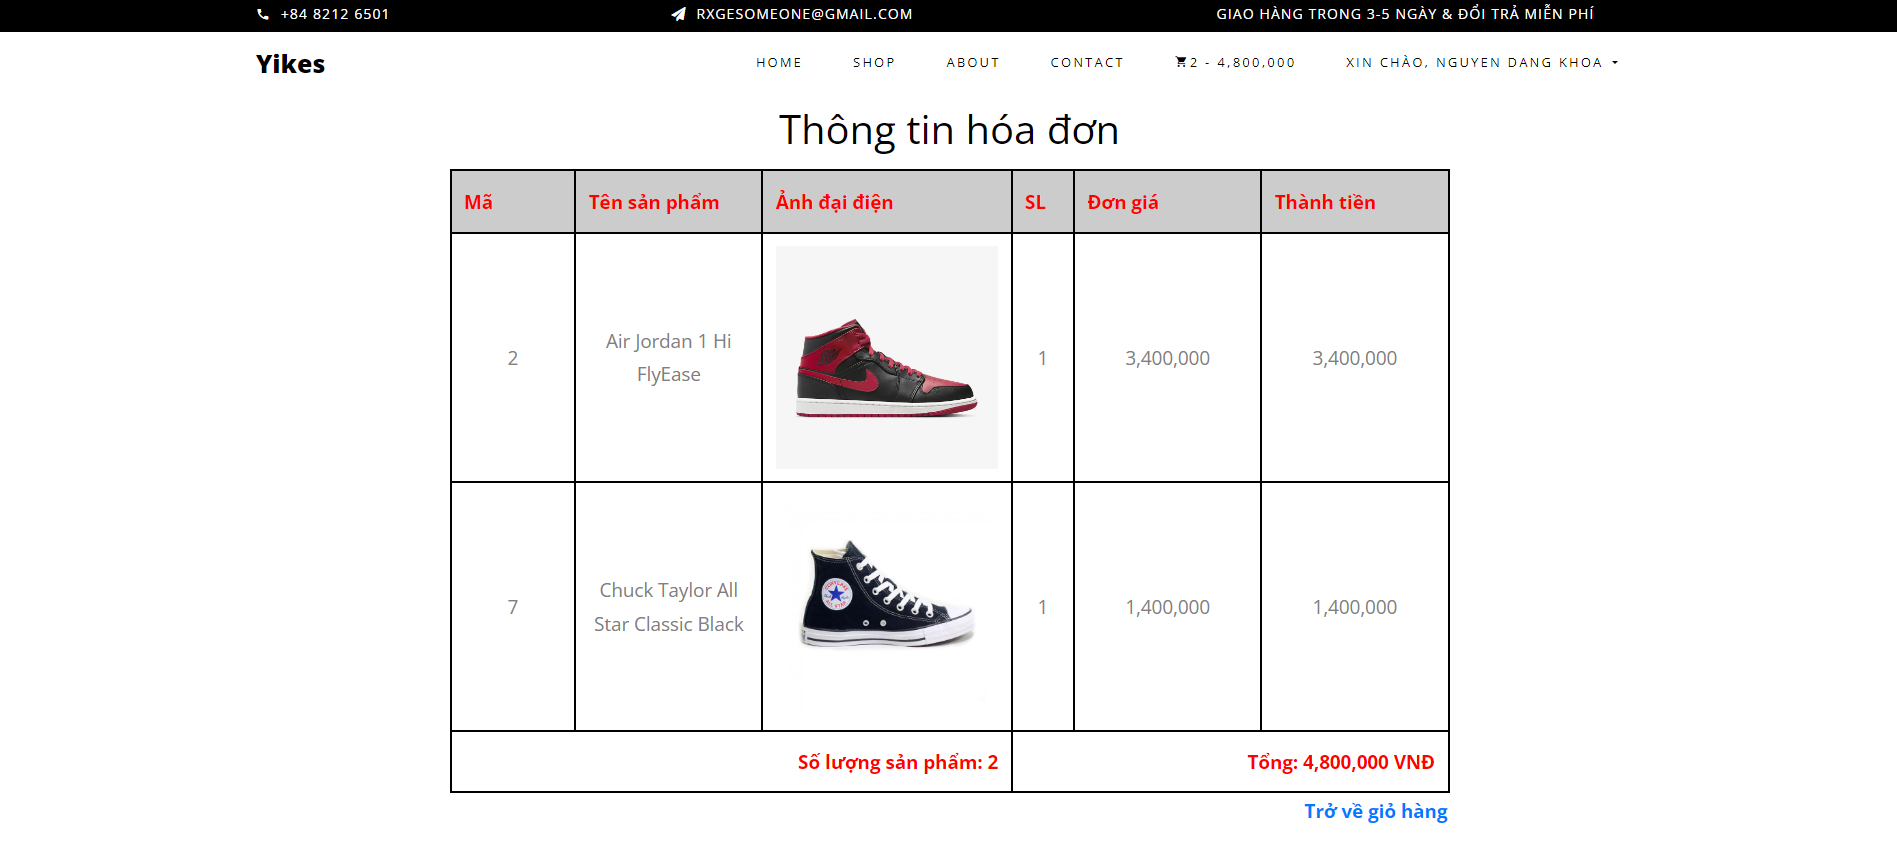 +84 8212 6501
RXGESOMEONE@GMAIL.COM
GIAO HÀNG TRONG 3-5 NGÀY & ĐỔI TRẢ MIỄN PHÍ
Yikes
HOME
SHOP
ABOUT
CONTACT
2 - 4,800,000
XIN CHÀO, NGUYEN DANG KHOA
Thông tin hóa đơn
Mã
Tên sản phẩm
Ảnh đại điện
SL
Đơn giá
Thành tiền
2
Air Jordan 1 Hi
FlyEase
1
3,400,000
3,400,000
7
Chuck Taylor All
Star Classic Black
CONVERSE
ALL STAR
1
1,400,000
1,400,000
Số lượng sản phẩm: 2
Tổng: 4,800,000 VNĐ
Trở về giỏ hàng